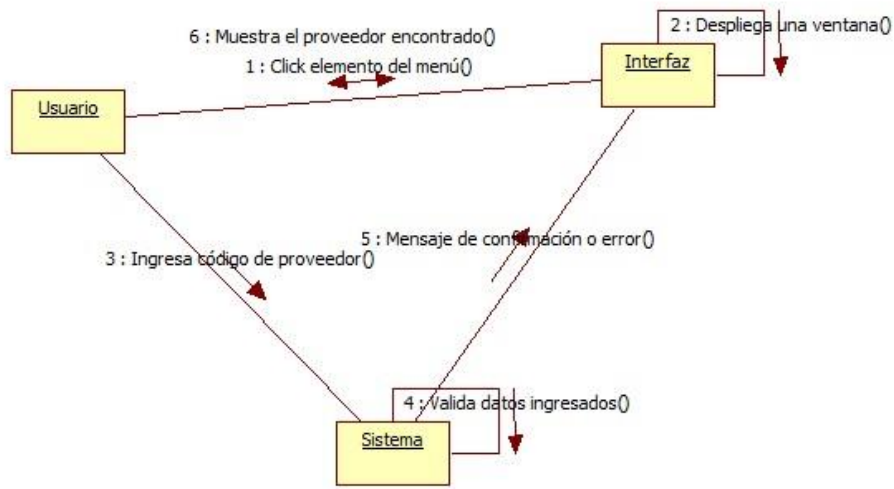 2 : Despliega una ventana()
6 : Muestra el proveedor encontrado()
1 : Click elemento del menú()
Interfaz
Usuario
5 : Mensaje de confirmación o error()
3 : Ingresa código de proveedor()
4 : Valida datos ingresados()
Sistema